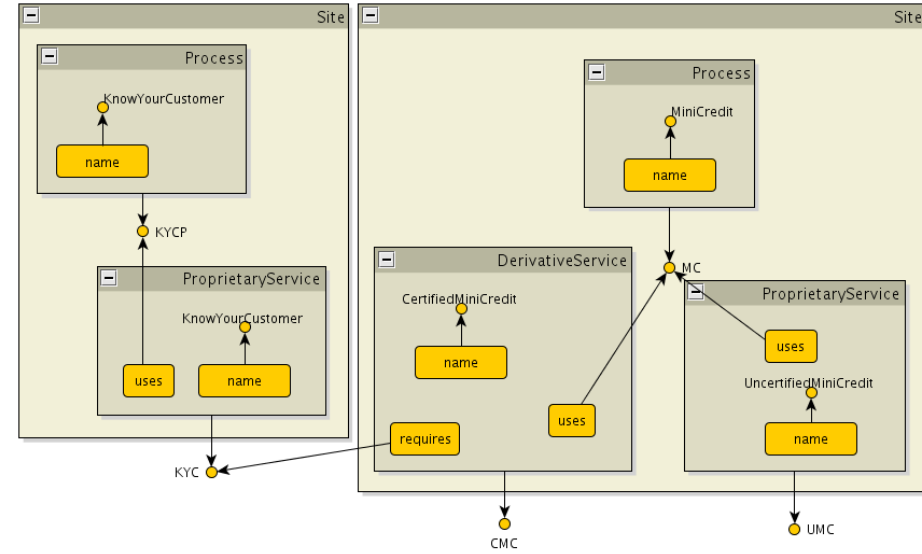 Site
Process
KnowYourCustomer
name
KYCP
ProprietaryService
KnowYourCustomer
uses
name
KYC
Site
Process
MiniCredit
name
MC
DerivativeService
CertifiedMiniCredit
name
requires
uses
CMC
ProprietaryService
uses
UncertifiedMiniCredit
name
UMC